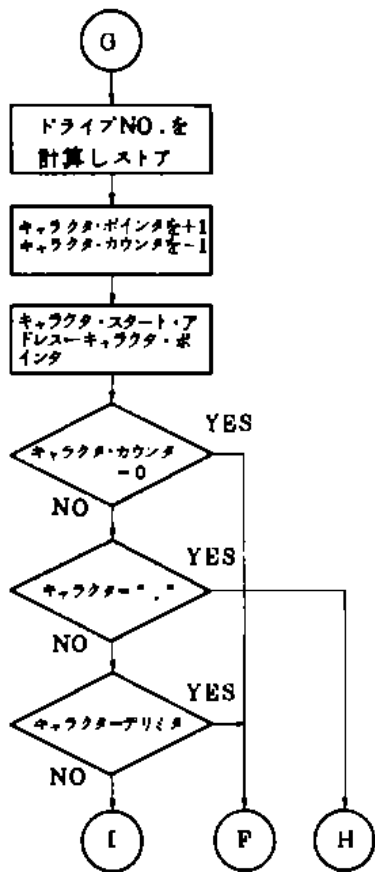 G
ドライブNO.を
計算しストア
キャラクタ・ポインタを+1
キャラクタ・カウンタを-1
キャラクタ・スタート・ア
ドレス←キャラクタ・ポ
インタ
キャラクタ・カウンタ
=0
YES
NO
キャラクタ="."
YES
NO
キャラクタ=デリミタ
YES
NO
I
F
H